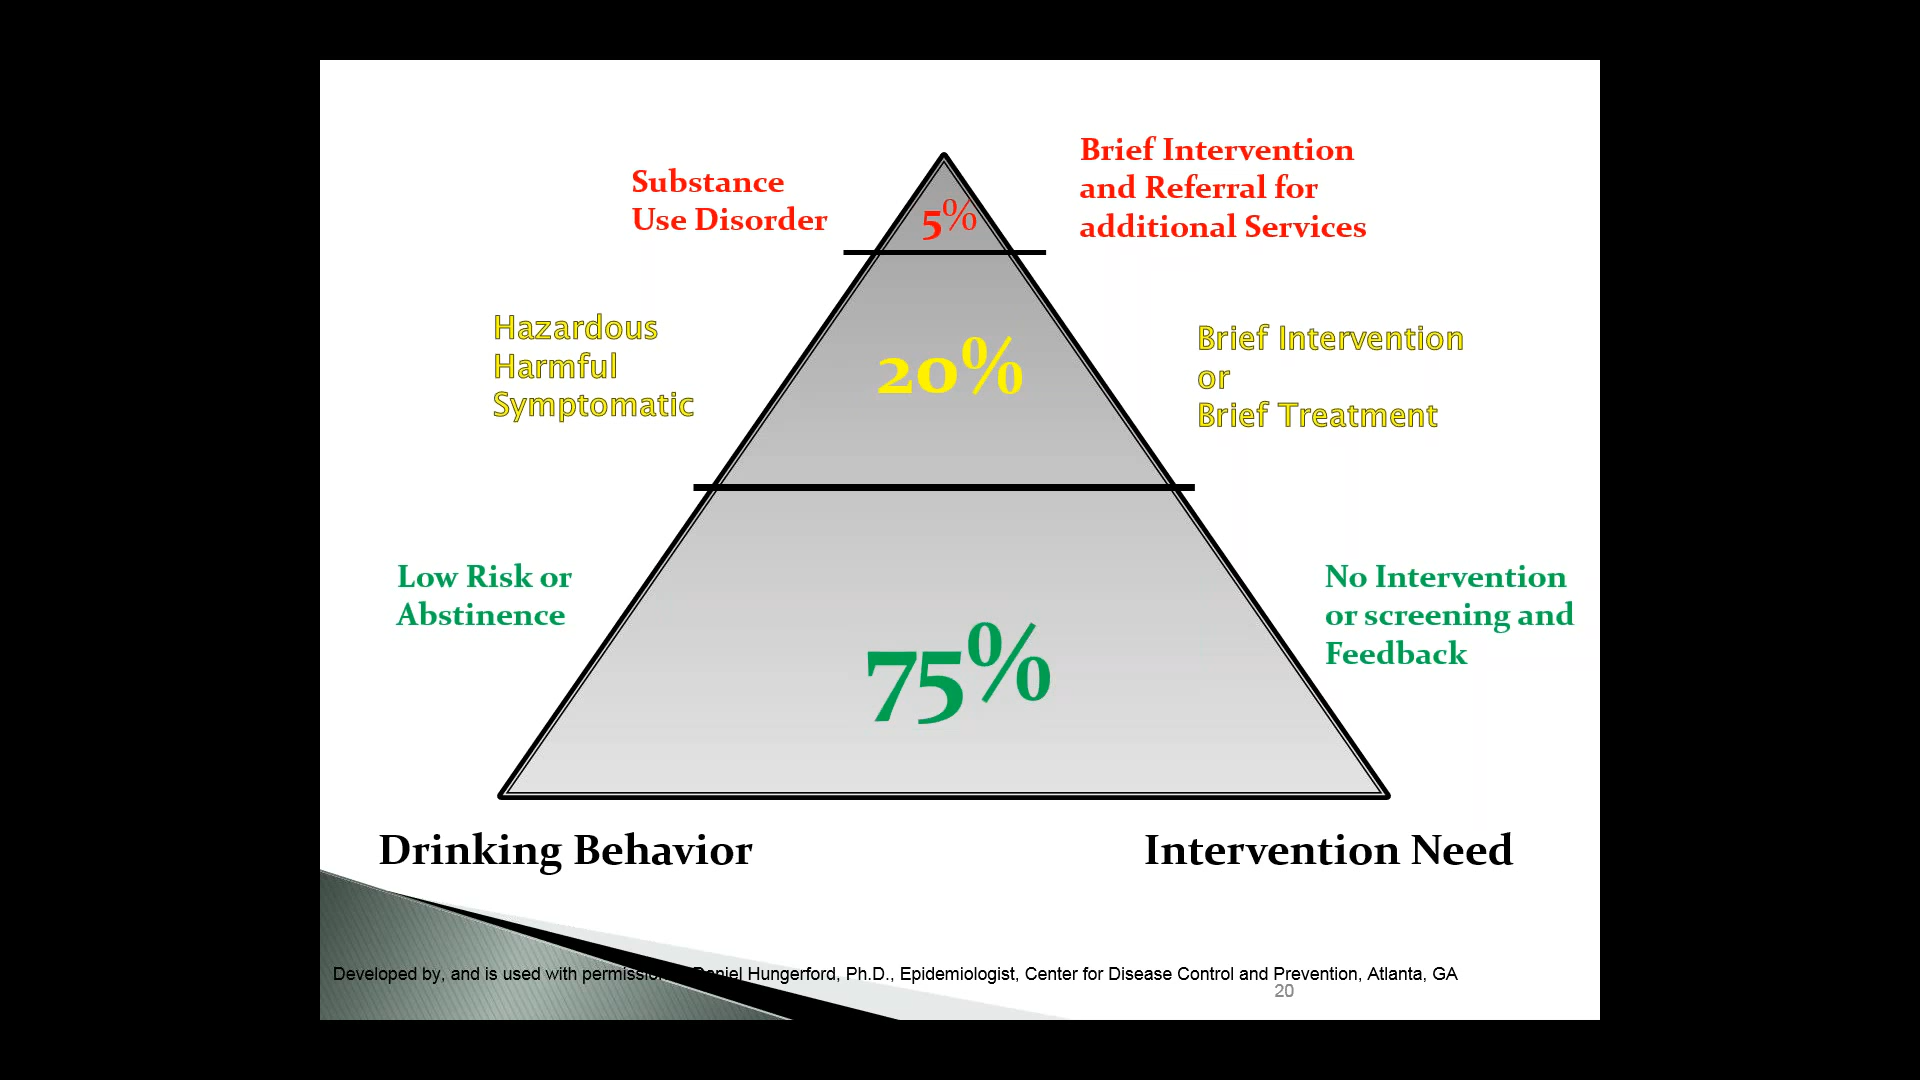 Substance
Use Disorder
5%
Brief Intervention
and Referral for
additional Services
Hazardous
Harmful
Symptomatic
20%
Brief Intervention
or
Brief Treatment
Low Risk or
Abstinence
75%
No Intervention
or screening and
Feedback
Drinking Behavior
Intervention Need
Developed by, and is used with permission Daniel Hungerford, Ph.D., Epidemiologist, Center for Disease Control and Prevention, Atlanta, GA
20